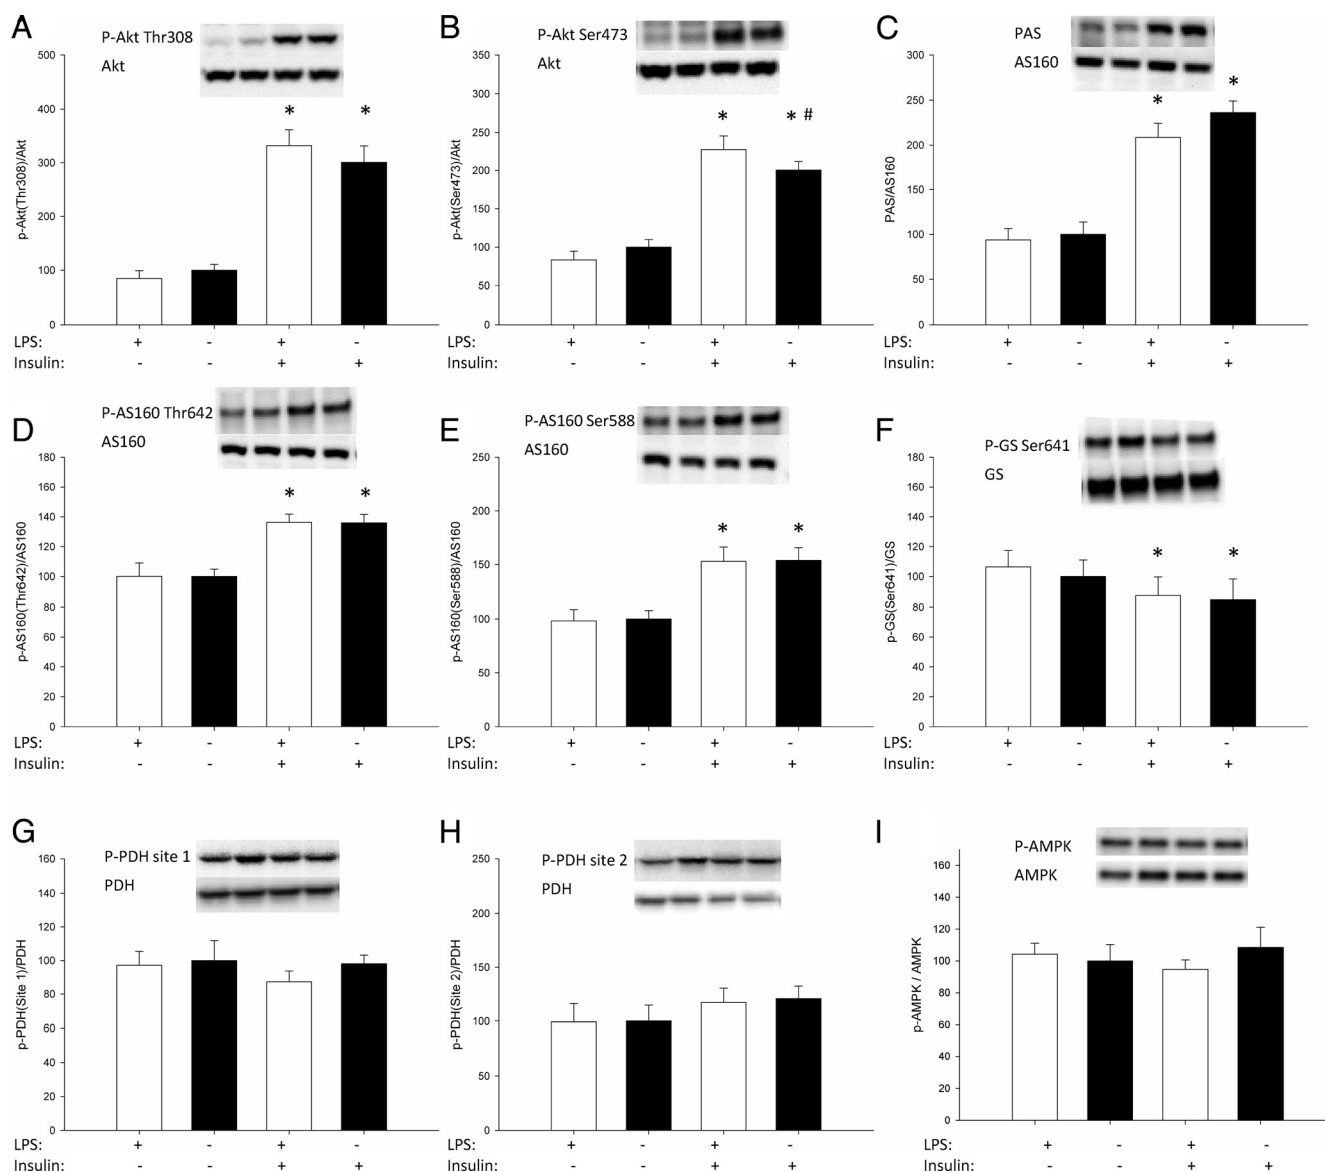 A
P-Akt Thr308
Akt
p-Akt(Thr308)/Akt
500
400
300
200
100
0
* *
LPS: + - + -
Insulin: - - + +
B
P-Akt Ser473
Akt
p-Akt(Ser473)/Akt
350
300
250
200
150
100
50
0
* * #
LPS: + - + -
Insulin: - - + +
C
PAS
AS160
PAS/AS160
300
250
200
150
100
50
0
* *
LPS: + - + -
Insulin: - - + +
D
P-AS160 Thr642
AS160
p-AS160(Thr642)/AS160
180
160
140
120
100
80
60
40
20
0
* *
LPS: + - + -
Insulin: - - + +
E
P-AS160 Ser588
AS160
p-AS160(Ser588)/AS160
250
200
150
100
50
0
* *
LPS: + - + -
Insulin: - - + +
F
P-GS Ser641
GS
p-GS(Ser641)/GS
180
160
140
120
100
80
60
40
20
0
* *
LPS: + - + -
Insulin: - - + +
G
P-PDH site 1
PDH
p-PDH(Site 1)/PDH
160
140
120
100
80
60
40
20
0
LPS: + - + -
Insulin: - - + +
H
P-PDH site 2
PDH
p-PDH(Site 2)/PDH
250
200
150
100
50
0
LPS: + - + -
Insulin: - - + +
I
P-AMPK
AMPK
p-AMPK / AMPK
160
140
120
100
80
60
40
20
0
LPS: + - + -
Insulin: - - + +